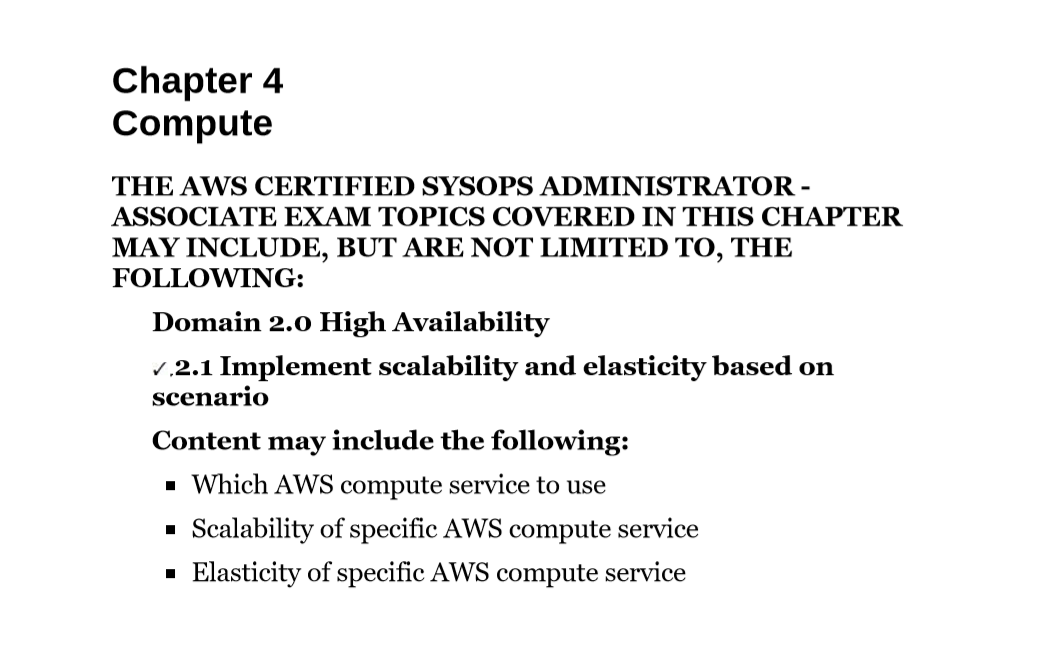 Chapter 4
Compute
THE AWS CERTIFIED SYSOPS ADMINISTRATOR -
ASSOCIATE EXAM TOPICS COVERED IN THIS CHAPTER
MAY INCLUDE, BUT ARE NOT LIMITED TO, THE
FOLLOWING:
Domain 2.0 High Availability
✓.2.1 Implement scalability and elasticity based on
scenario
Content may include the following:
▪ Which AWS compute service to use
▪ Scalability of specific AWS compute service
▪ Elasticity of specific AWS compute service